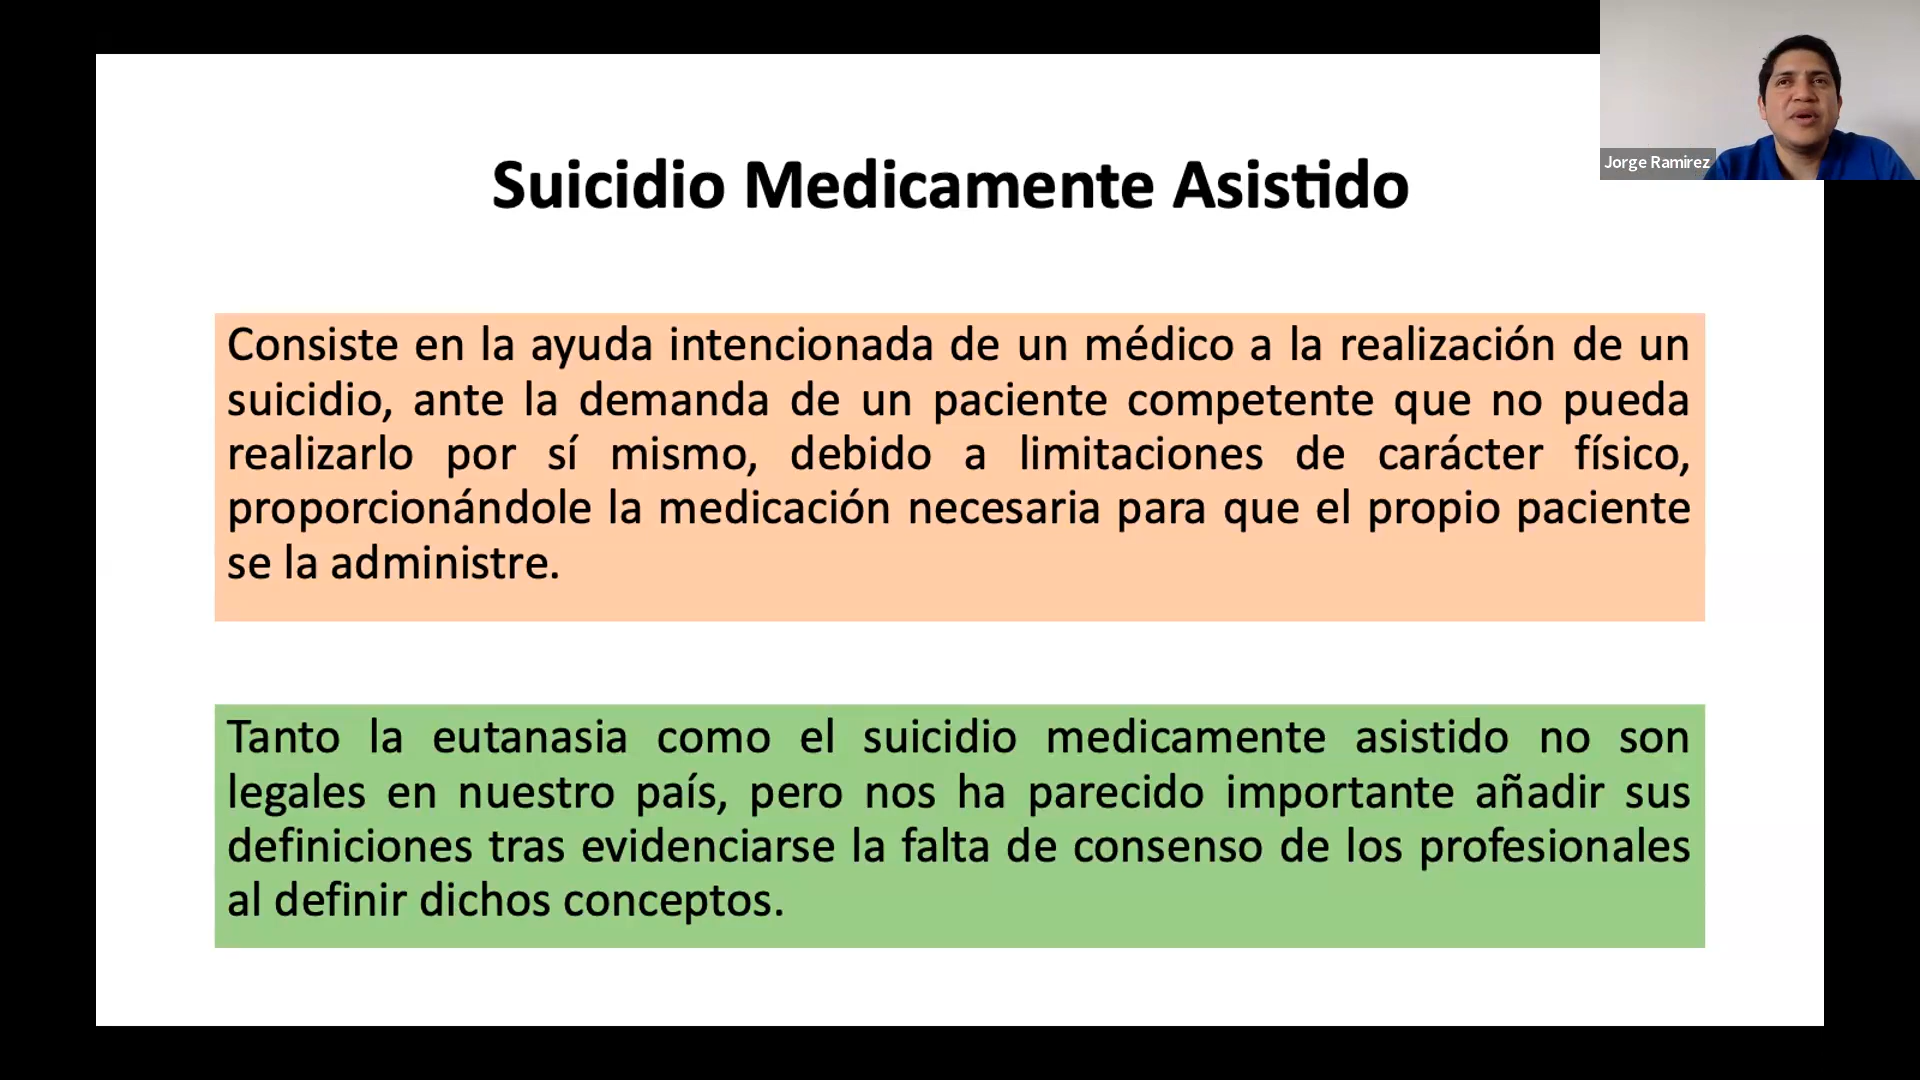 Jorge Ramirez
Suicidio Medicamente Asistido
Consiste en la ayuda intencionada de un médico a la realización de un
suicidio, ante la demanda de un paciente competente que no pueda
realizarlo por sí mismo, debido a limitaciones de carácter físico,
proporcionándole la medicación necesaria para que el propio paciente
se la administre.
Tanto la eutanasia como el suicidio medicamente asistido no son
legales en nuestro país, pero nos ha parecido importante añadir sus
definiciones tras evidenciarse la falta de consenso de los profesionales
al definir dichos conceptos.